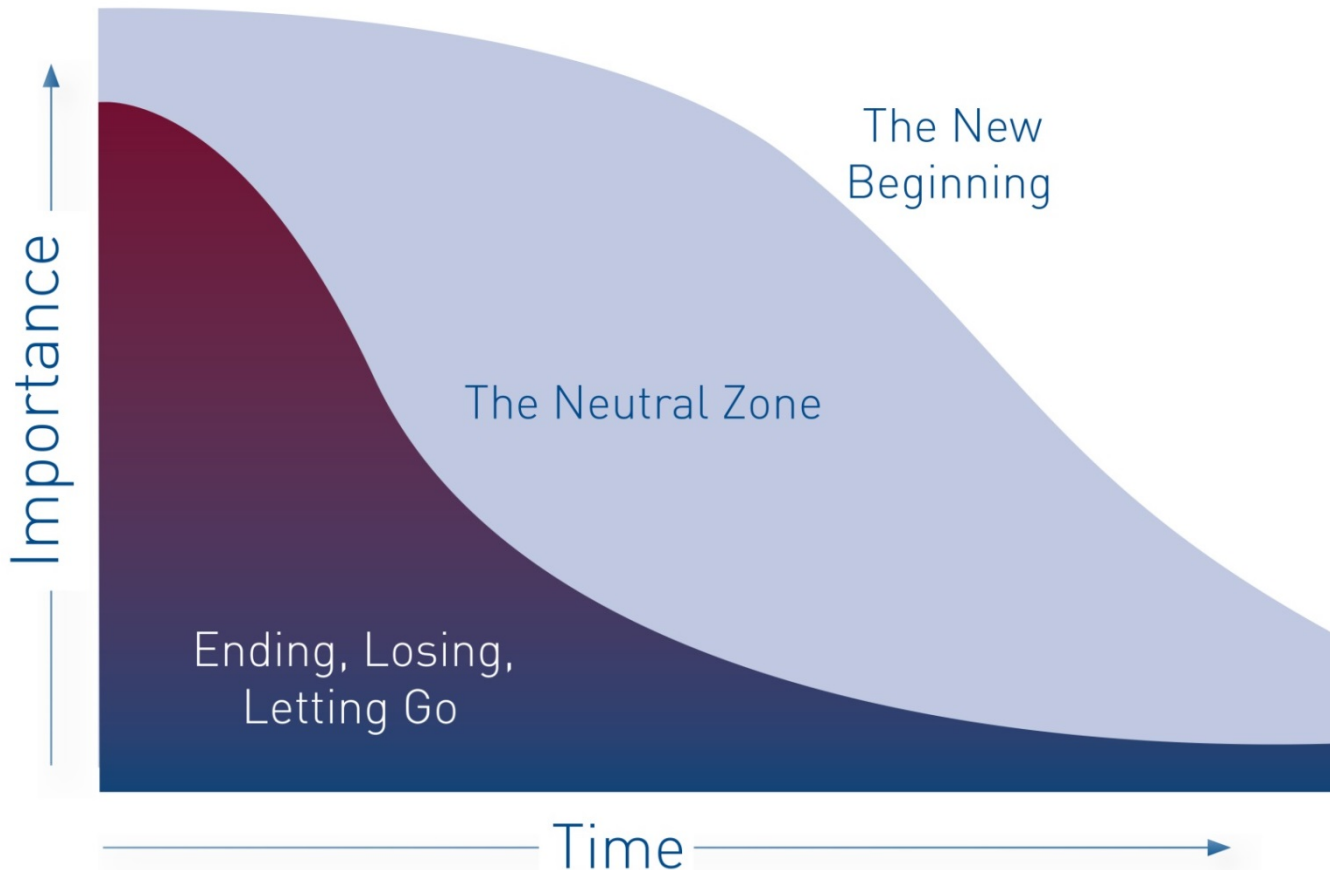 The New
Beginning
Importance
The Neutral Zone
Ending, Losing,
Letting Go
Time